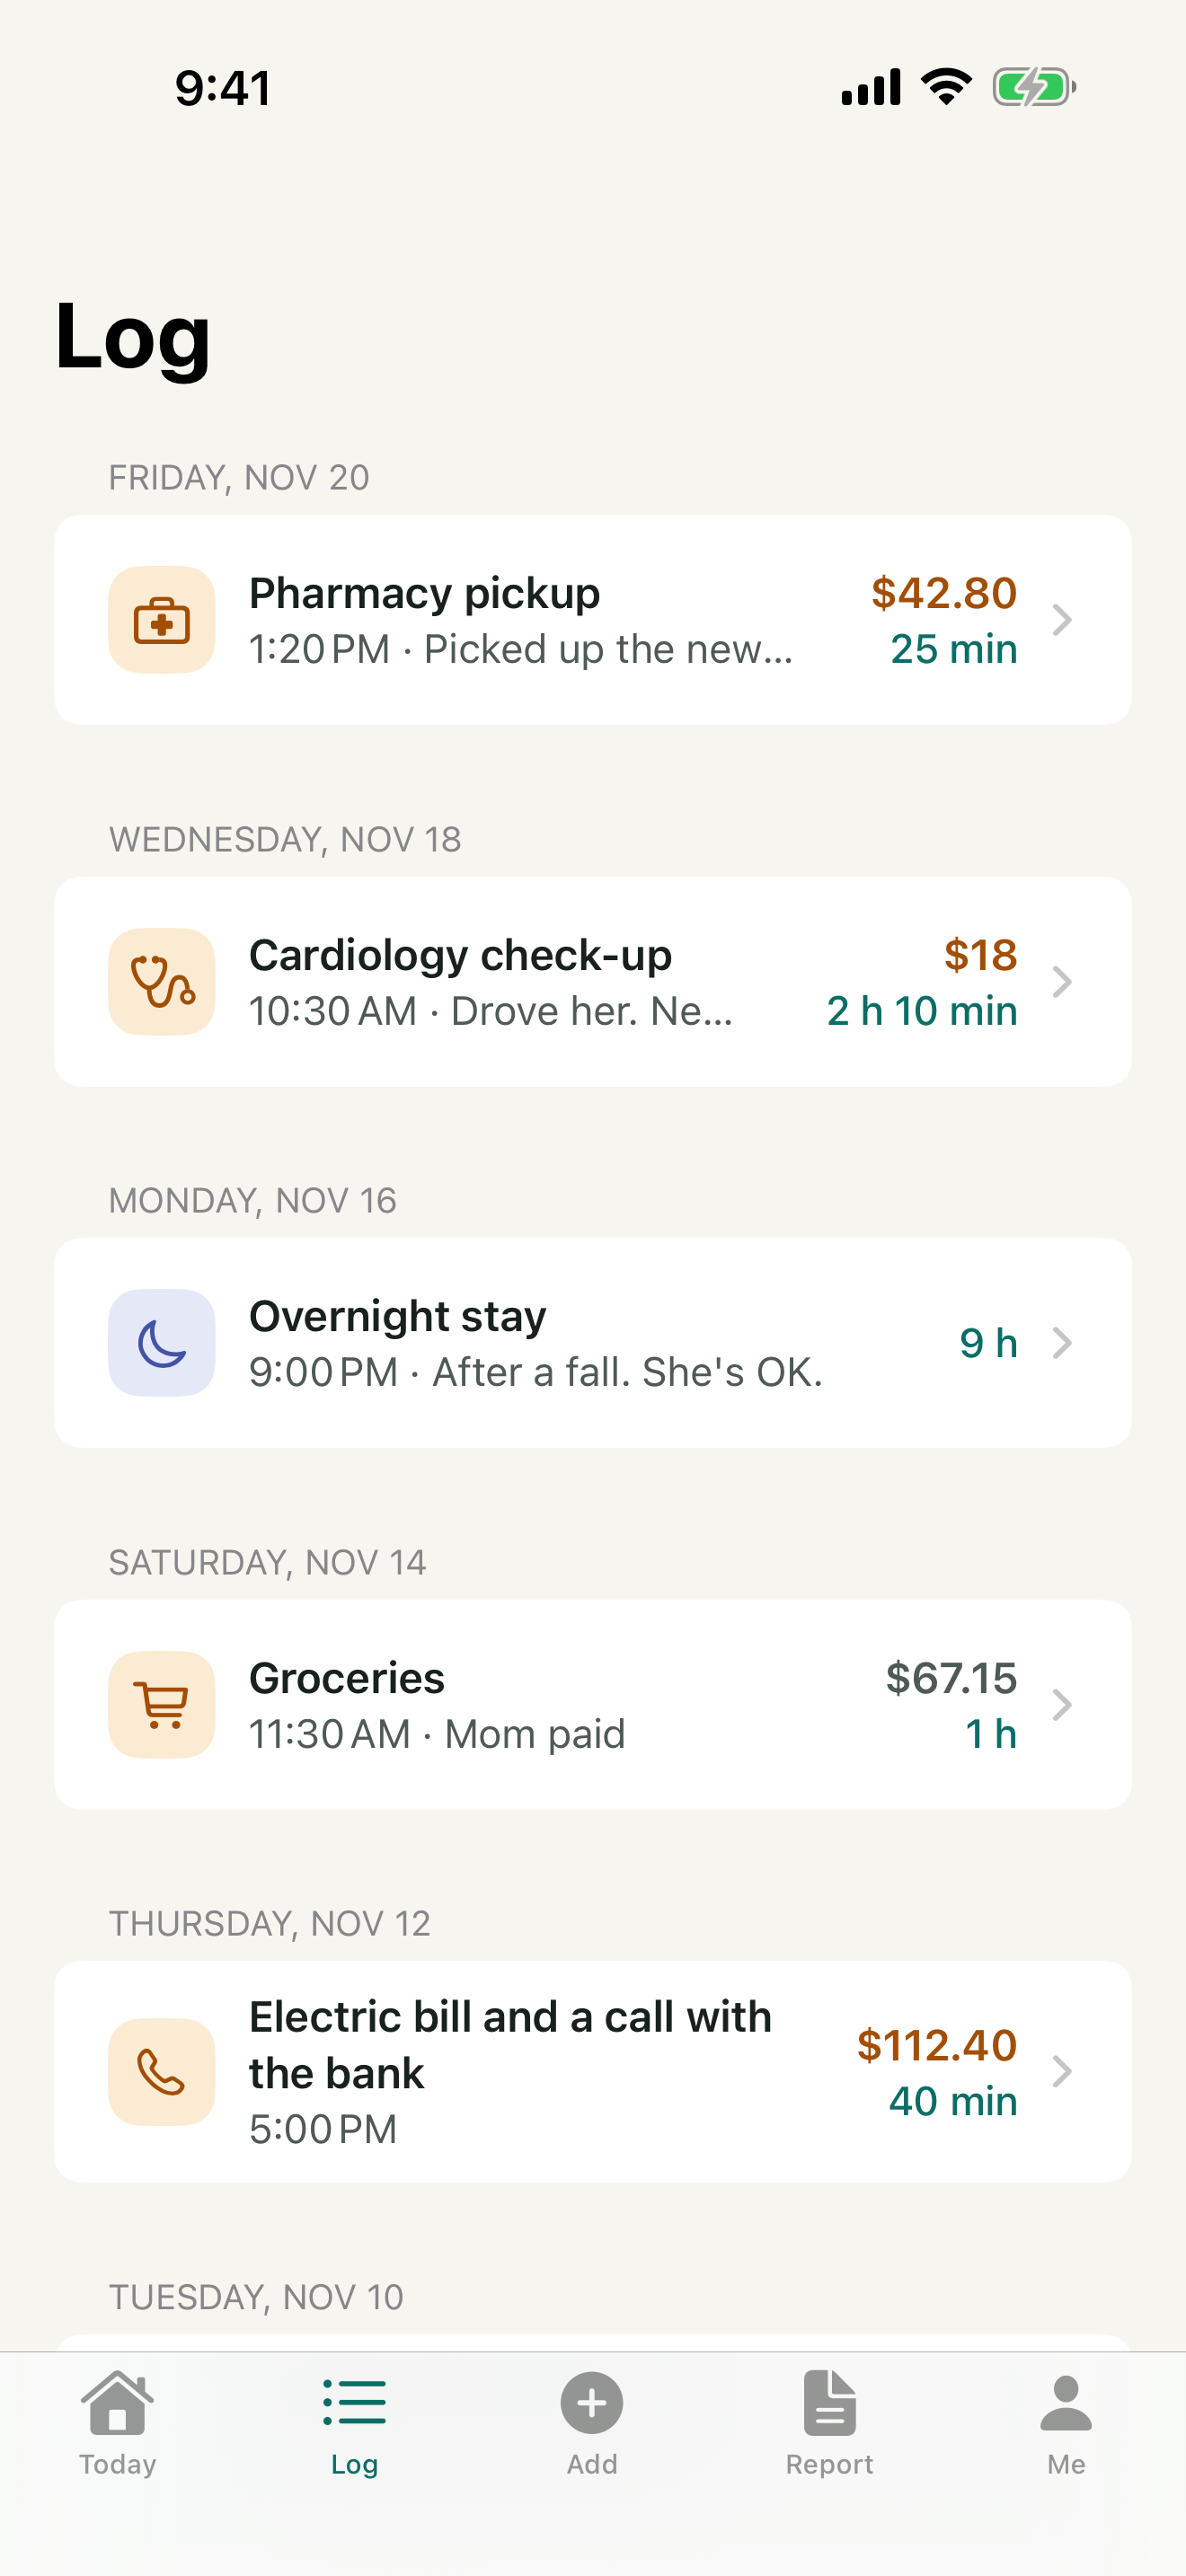 9:41
Log
FRIDAY, NOV 20
Pharmacy pickup
$42.80
1:20 PM · Picked up the new...
25 min
WEDNESDAY, NOV 18
Cardiology check-up
$18
10:30 AM · Drove her. Ne...
2 h 10 min
MONDAY, NOV 16
Overnight stay
9:00 PM · After a fall. She's OK.
9 h
SATURDAY, NOV 14
Groceries
$67.15
11:30 AM · Mom paid
1 h
THURSDAY, NOV 12
Electric bill and a call with
the bank
$112.40
5:00 PM
40 min
TUESDAY, NOV 10
Today
Log
Add
Report
Me